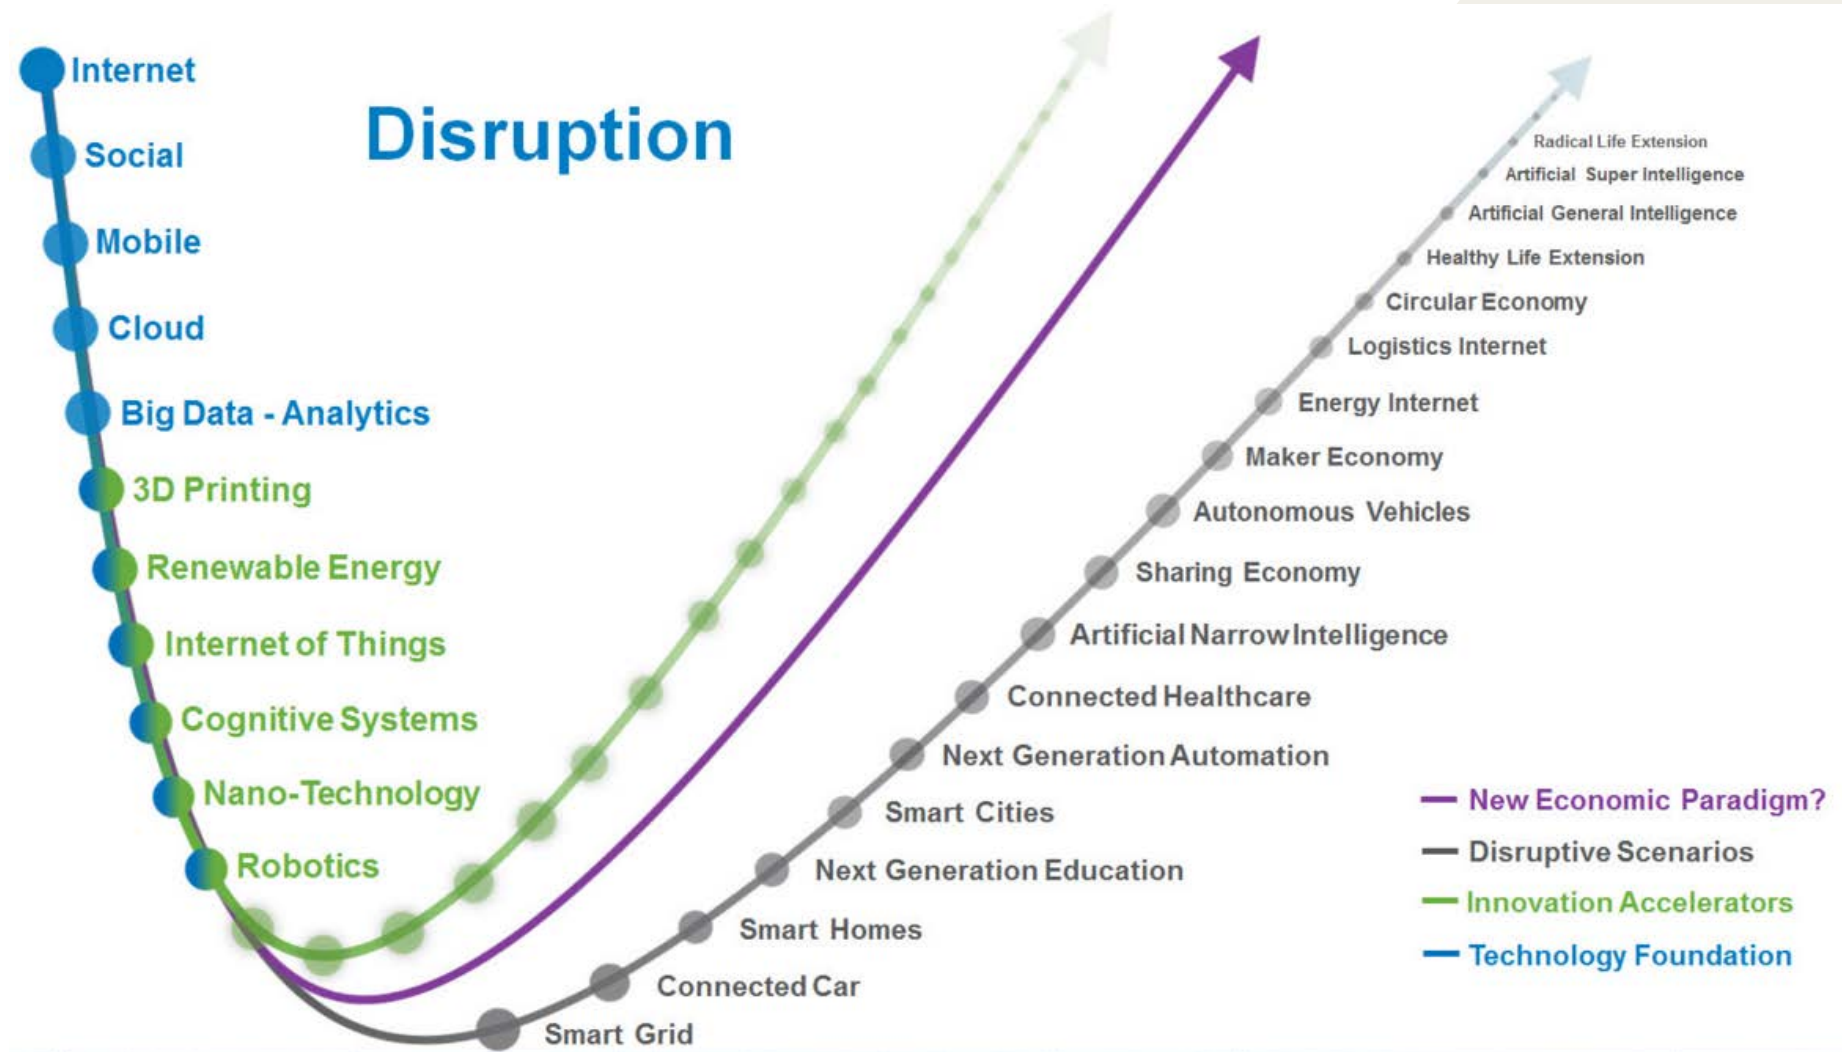 Disruption
Internet
Social
Mobile
Cloud
Big Data - Analytics
3D Printing
Renewable Energy
Internet of Things
Cognitive Systems
Nano-Technology
Robotics
Radical Life Extension
Artificial Super Intelligence
Artificial General Intelligence
Healthy Life Extension
Circular Economy
Logistics Internet
Energy Internet
Maker Economy
Autonomous Vehicles
Sharing Economy
Artificial Narrow Intelligence
Connected Healthcare
Next Generation Automation
Smart Cities
Next Generation Education
Smart Homes
Connected Car
Smart Grid
New Economic Paradigm?
Disruptive Scenarios
Innovation Accelerators
Technology Foundation